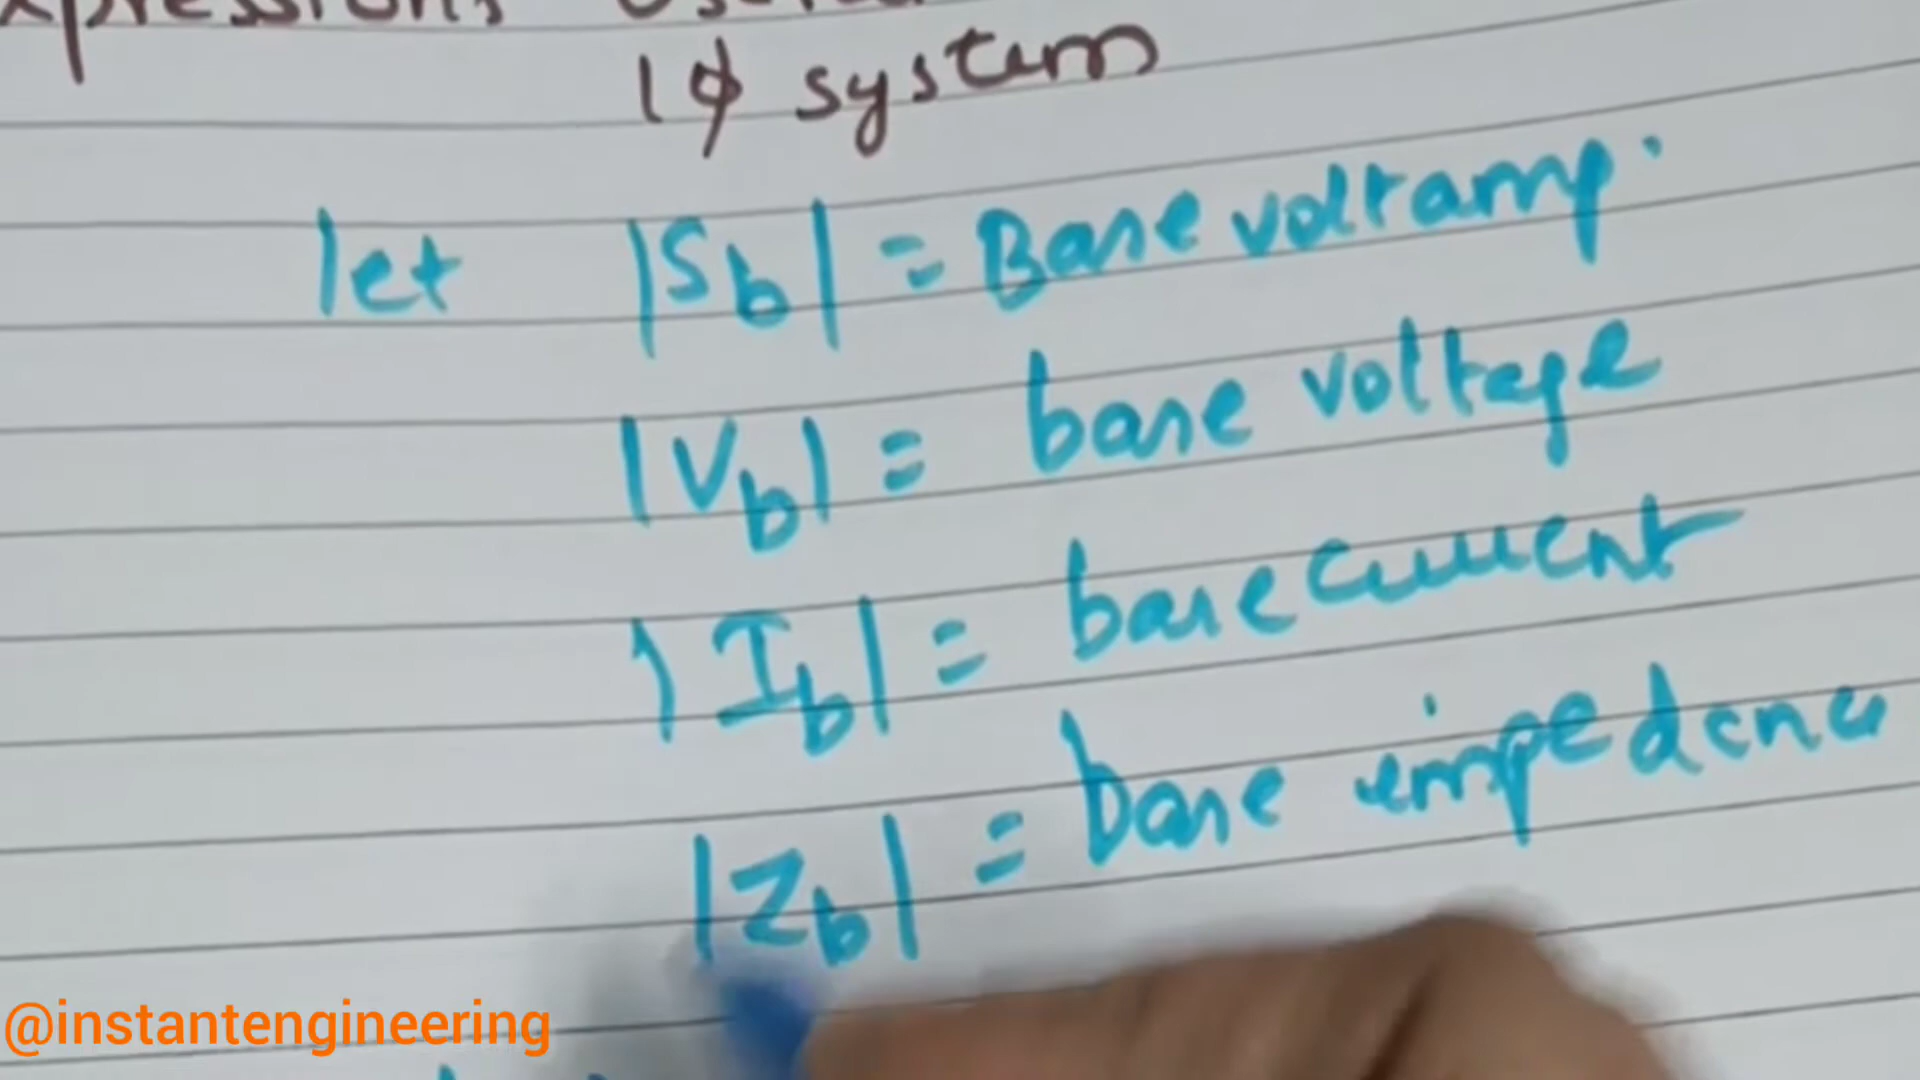 1ϕ system
let |Sb| = Base voltamp.
|Vb| = base voltage
|Ib| = base current
|Zb| = base impedance
@instantengineering